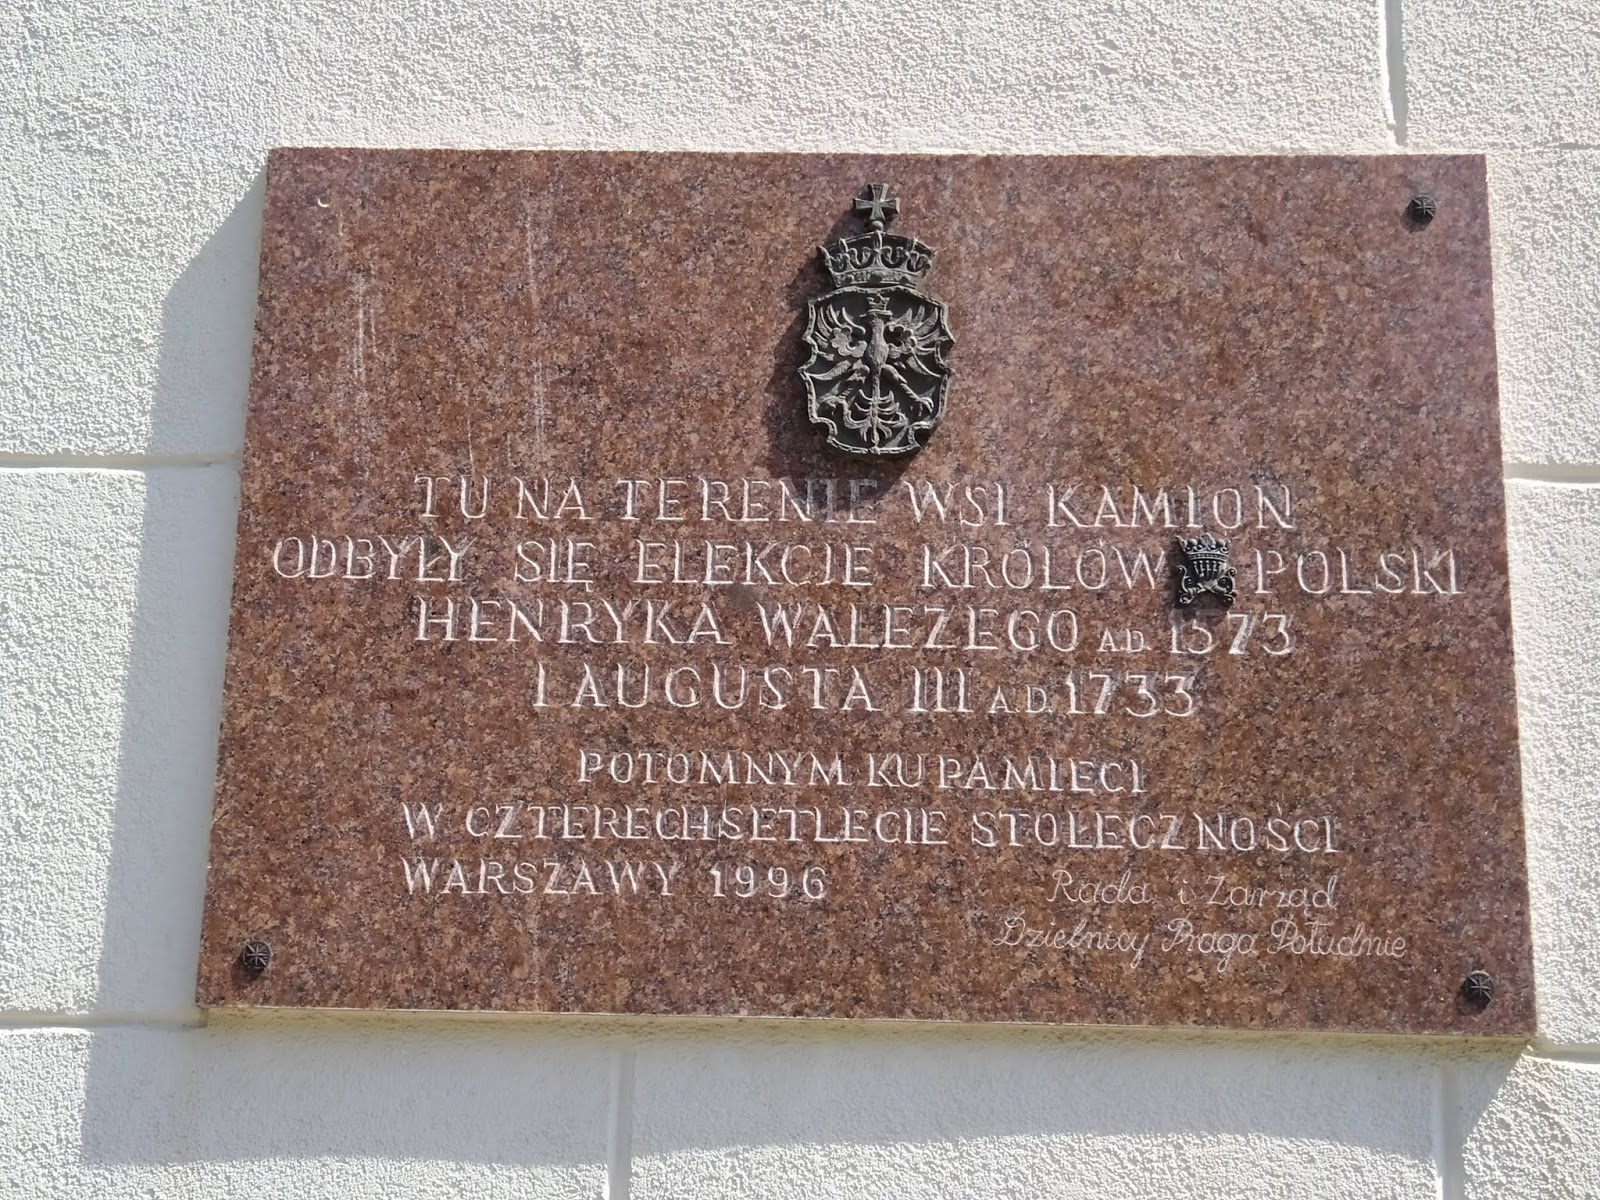 TU NA TERENIE WSI KAMION
ODBYŁY SIĘ ELEKCJE KRÓLÓW POLSKI
HENRYKA WALEZEGO A.D. 1573
I AUGUSTA III A.D. 1733
POTOMNYM KU PAMIĘCI
W CZTERECHSETLECIE STOŁECZNOŚCI
WARSZAWY 1996
Rada i Zarząd
Dzielnicy Praga Południe